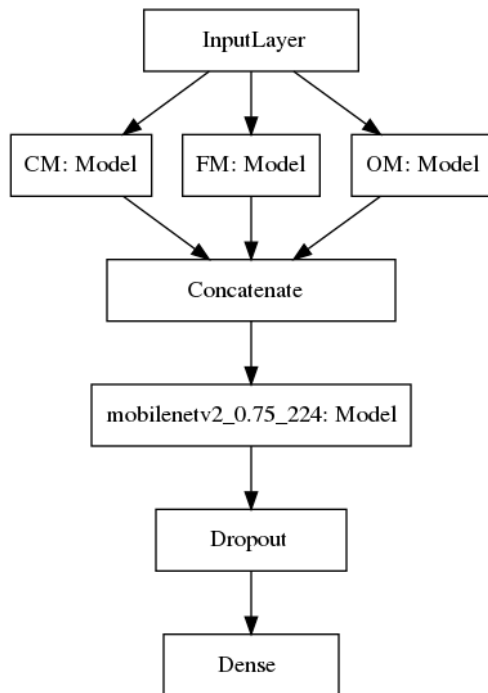 InputLayer
CM: Model
FM: Model
OM: Model
Concatenate
mobilenetv2_0.75_224: Model
Dropout
Dense